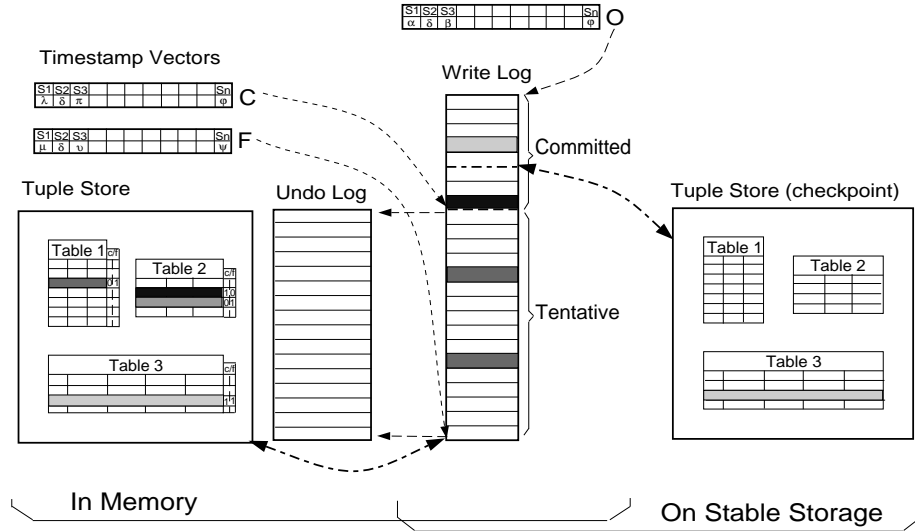 S1 S2 S3 Sn
α δ β φ
O
Timestamp Vectors
Write Log
S1 S2 S3 Sn
λ δ π φ
C
S1 S2 S3 Sn
μ δ υ ψ
F
Committed
Tuple Store
Undo Log
Tuple Store (checkpoint)
Table 1
c/f
0 1
Table 2
c/f
1 0
0 1
Table 1
Table 2
Tentative
Table 3
c/f
1 1
Table 3
In Memory
On Stable Storage